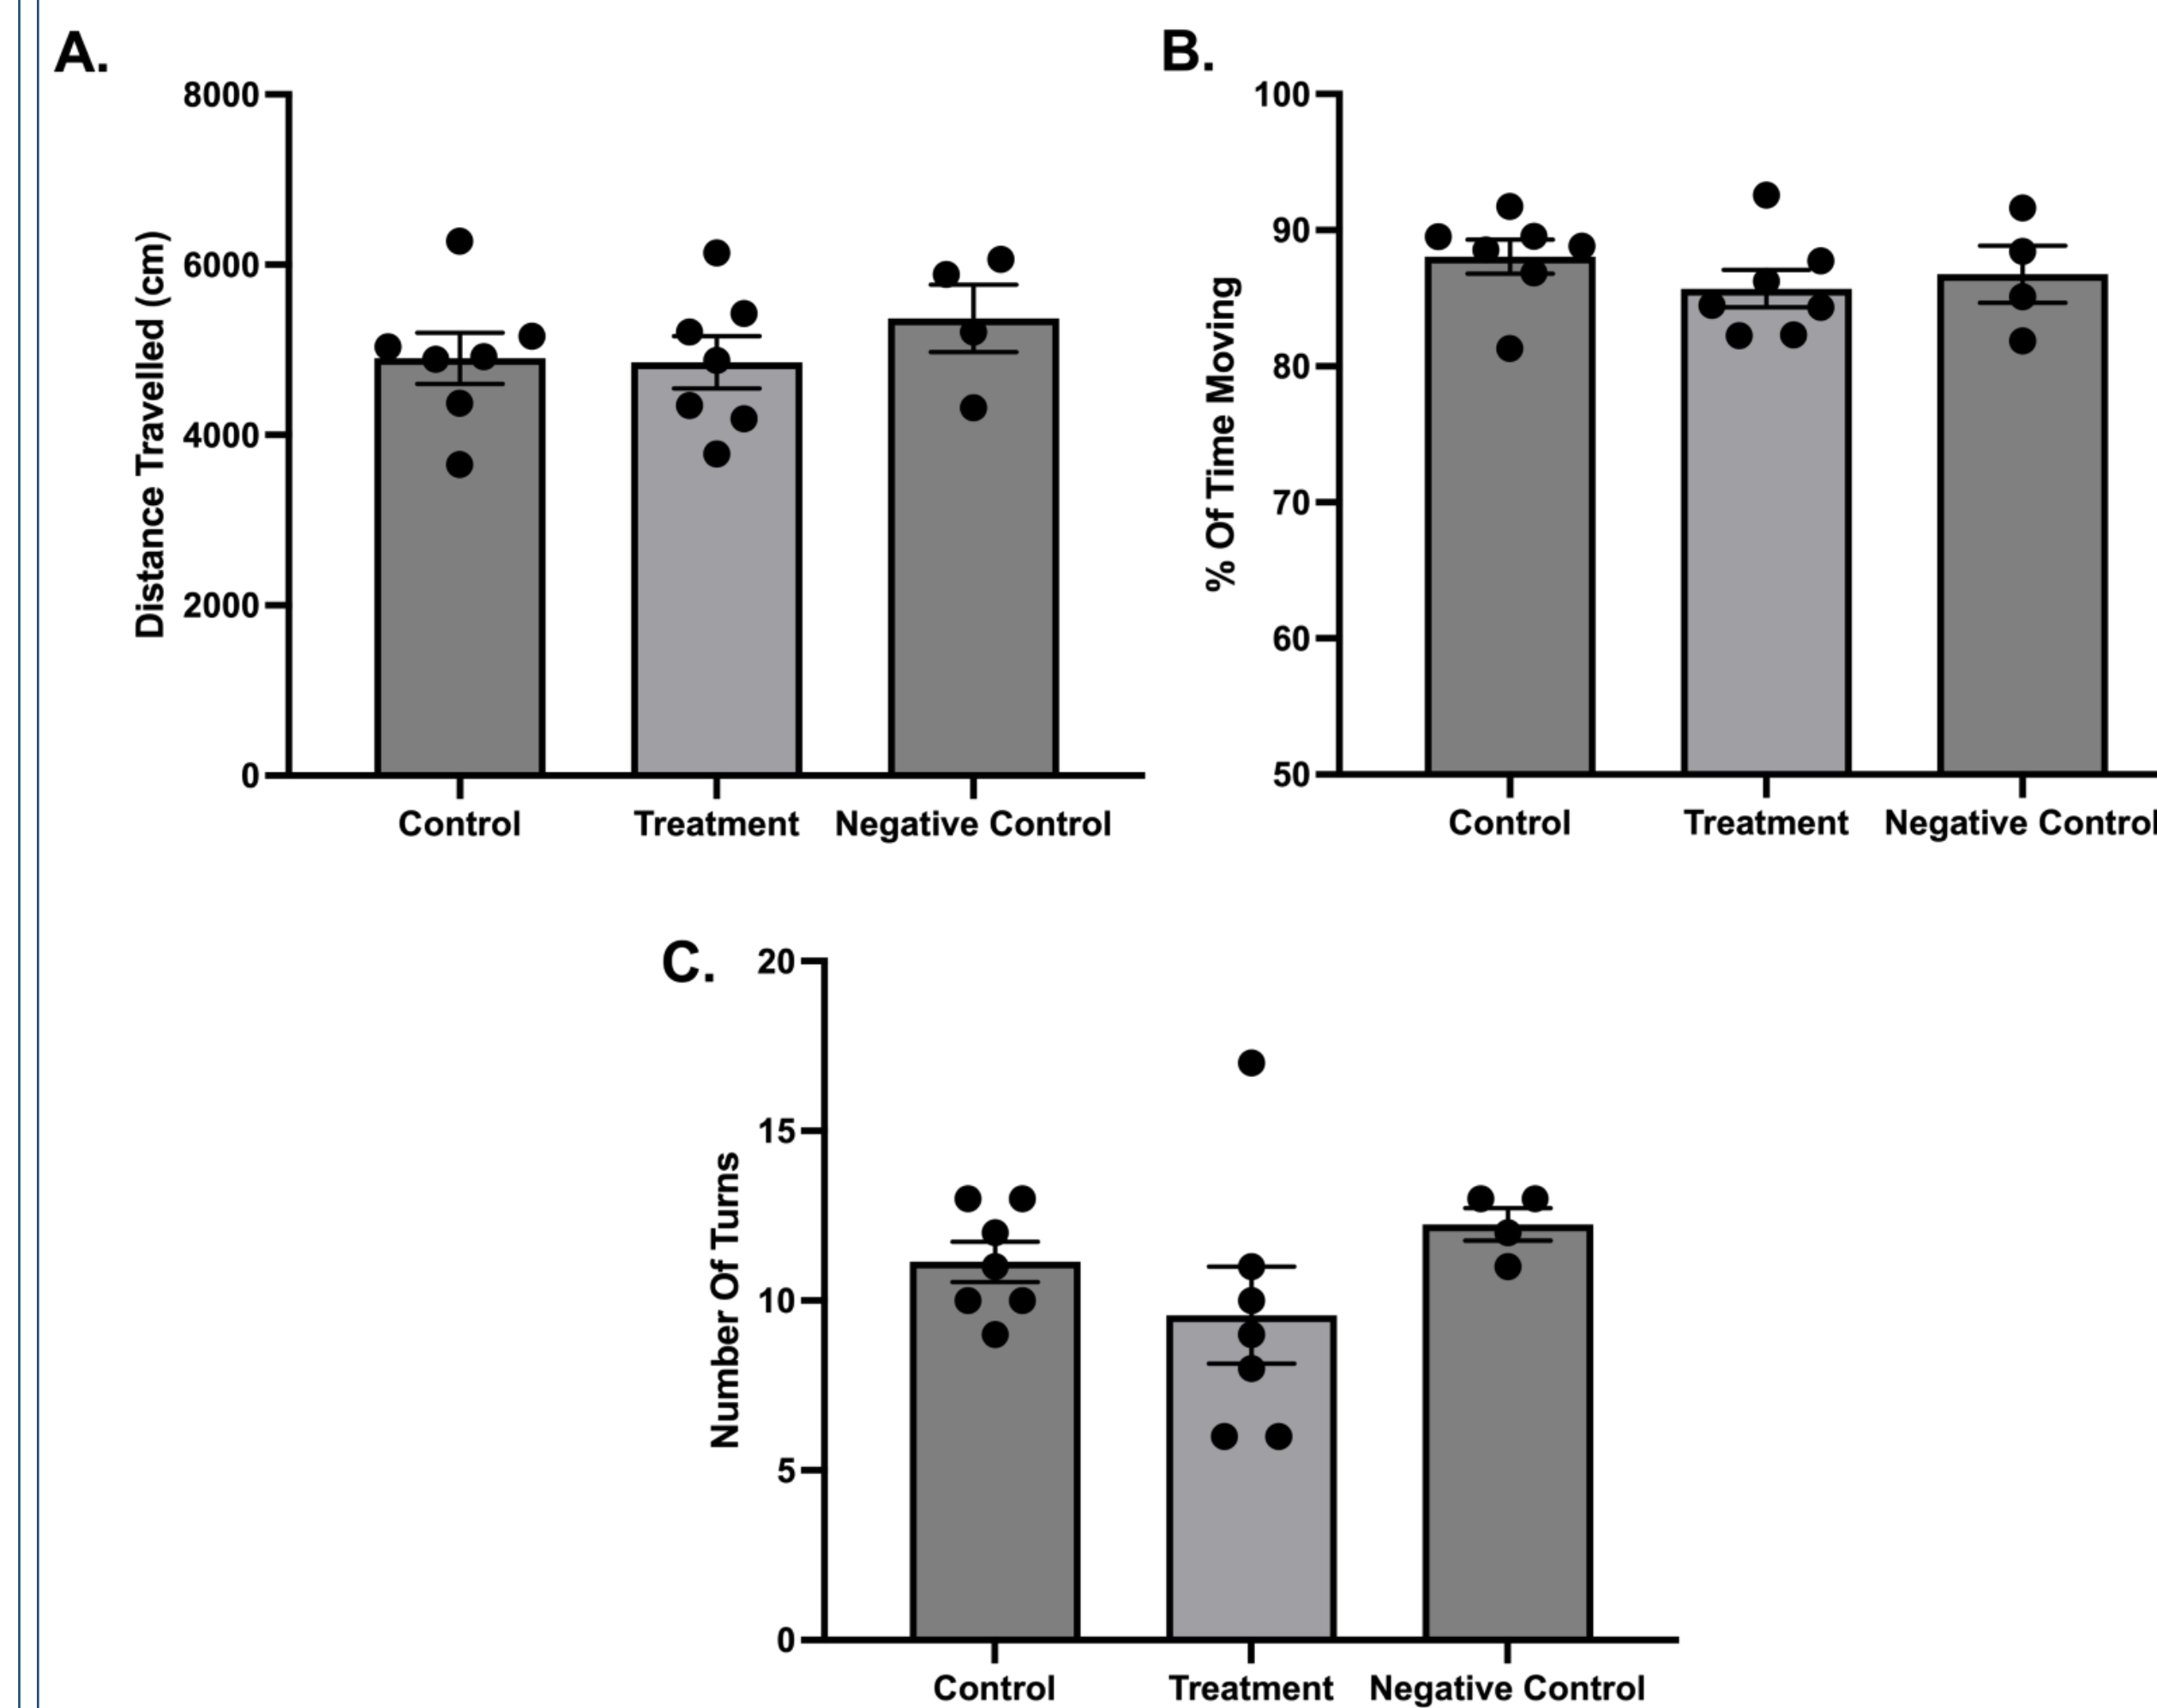 A.
Distance Travelled (cm)
8000
6000
4000
2000
0
Control Treatment Negative Control
B.
% Of Time Moving
100
90
80
70
60
50
Control Treatment Negative Control
C.
Number Of Turns
20
15
10
5
0
Control Treatment Negative Control